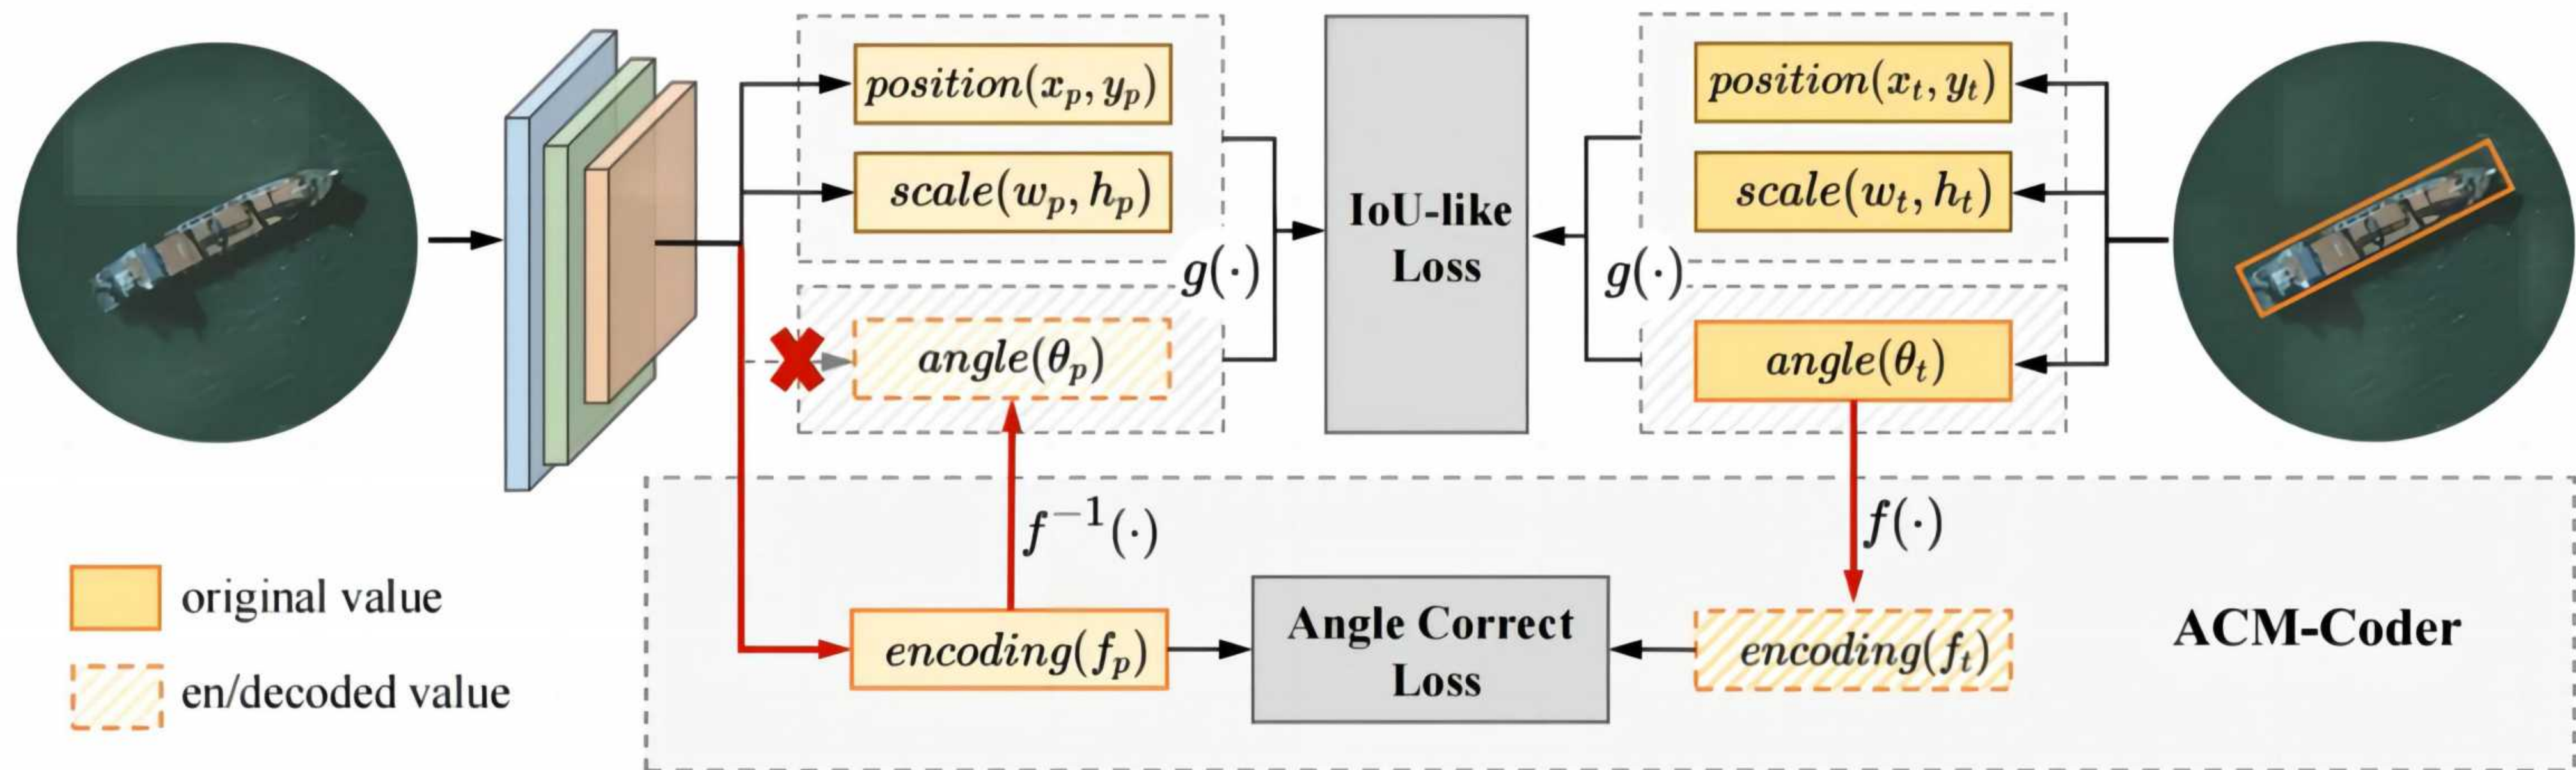 position(x_p, y_p)
scale(w_p, h_p)
g(·)
angle(θ_p)
IoU-like
Loss
position(x_t, y_t)
scale(w_t, h_t)
g(·)
angle(θ_t)
f^{-1}(·)
f(·)
original value
en/decoded value
encoding(f_p)
Angle Correct
Loss
encoding(f_t)
ACM-Coder